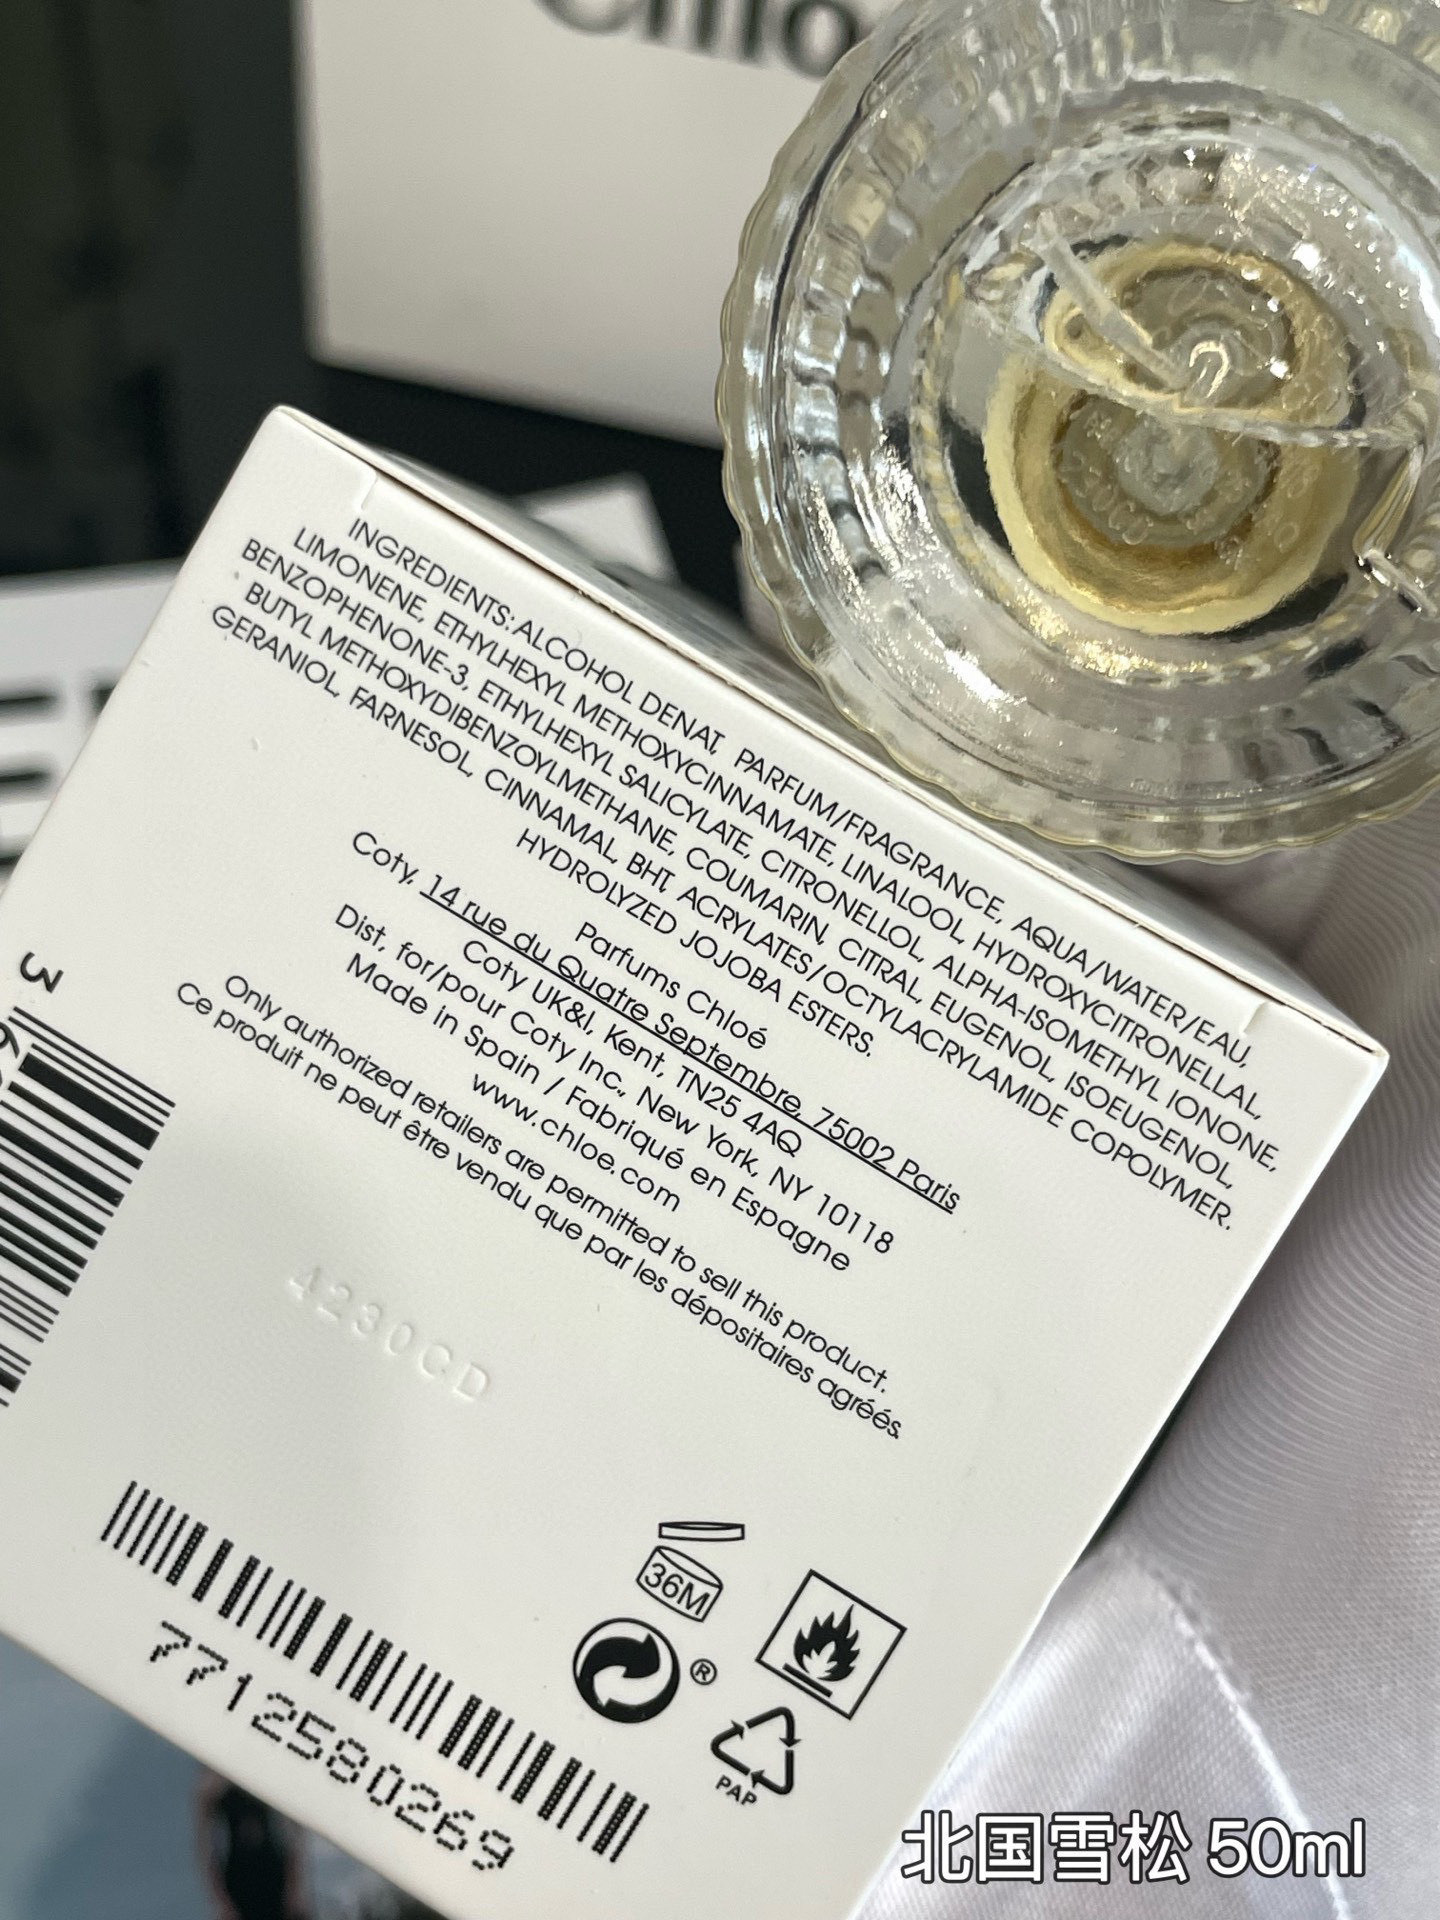 INGREDIENTS: ALCOHOL DENAT, PARFUM/FRAGRANCE, AQUA/WATER/EAU,
LIMONENE, ETHYLHEXYL METHOXYCINNAMATE, LINALOOL, HYDROXYCITRONELLAL,
BENZOPHENONE-3, ETHYLHEXYL SALICYLATE, CITRONELLOL, ALPHA-ISOMETHYL IONONE,
BUTYL METHOXYDIBENZOYLMETHANE, COUMARIN, CITRAL, EUGENOL, ISOEUGENOL,
GERANIOL, FARNESOL, CINNAMAL, BHT, ACRYLATES/OCTYLACRYLAMIDE COPOLYMER.
HYDROLYZED JOJOBA ESTERS.
Parfums Chloé
Coty, 14 rue du Quatre Septembre, 75002 Paris
Coty UK&I, Kent, TN25 4AQ
Dist. for/pour Coty Inc., New York, NY 10118
Made in Spain / Fabriqué en Espagne
www.chloe.com
Only authorized retailers are permitted to sell this product.
Ce produit ne peut être vendu que par les dépositaires agréés.
4230CD
36M
®
PAP
7712580269
3
北国雪松 50ml